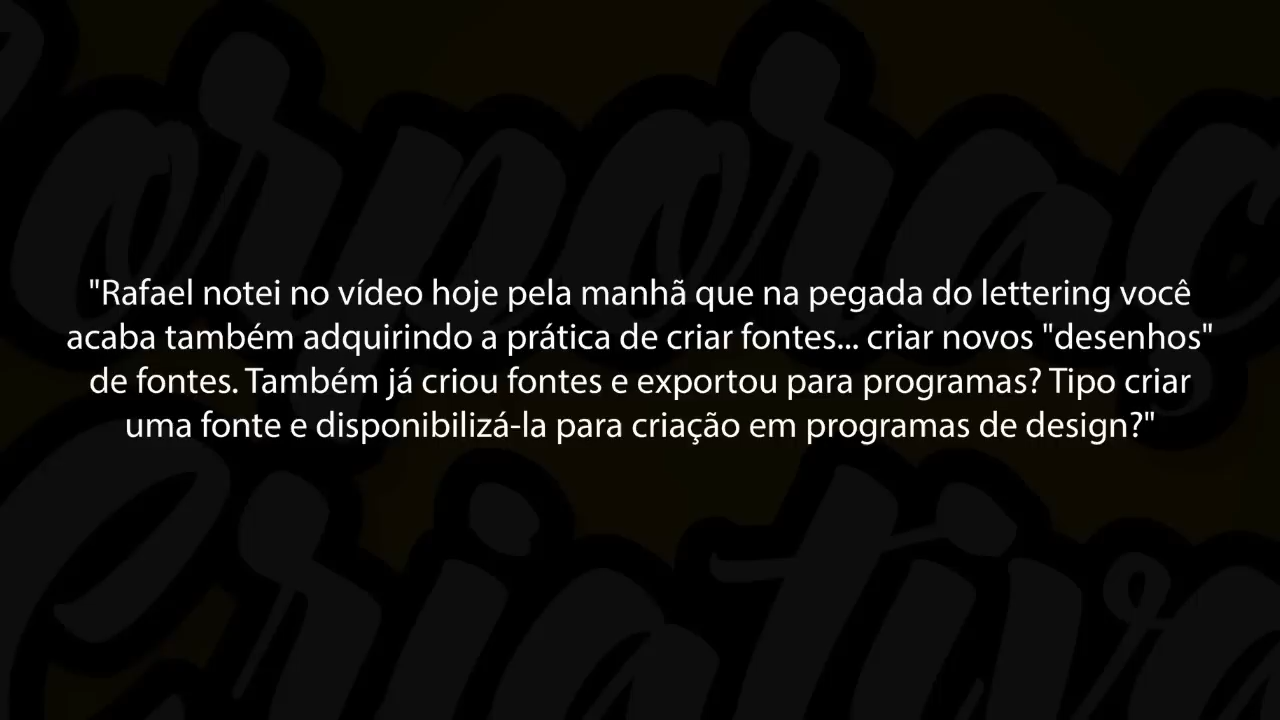 "Rafael notei no vídeo hoje pela manhã que na pegada do lettering você
acaba também adquirindo a prática de criar fontes... criar novos "desenhos"
de fontes. Também já criou fontes e exportou para programas? Tipo criar
uma fonte e disponibilizá-la para criação em programas de design?"
orporaç
Criativa